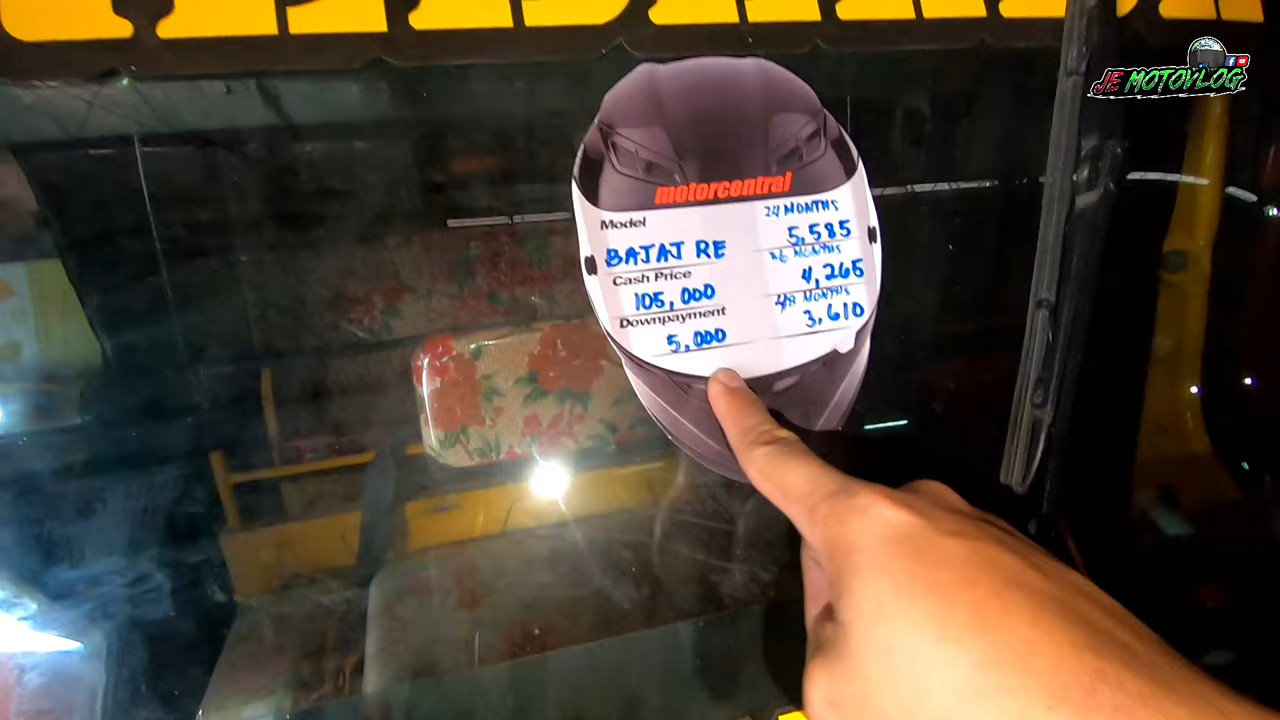 JE MOTOVLOG
motorcentral
Model
BAJAJ RE
Cash Price
105,000
Downpayment
5,000
24 MONTHS
5,585
36 MONTHS
4,265
48 MONTHS
3,610